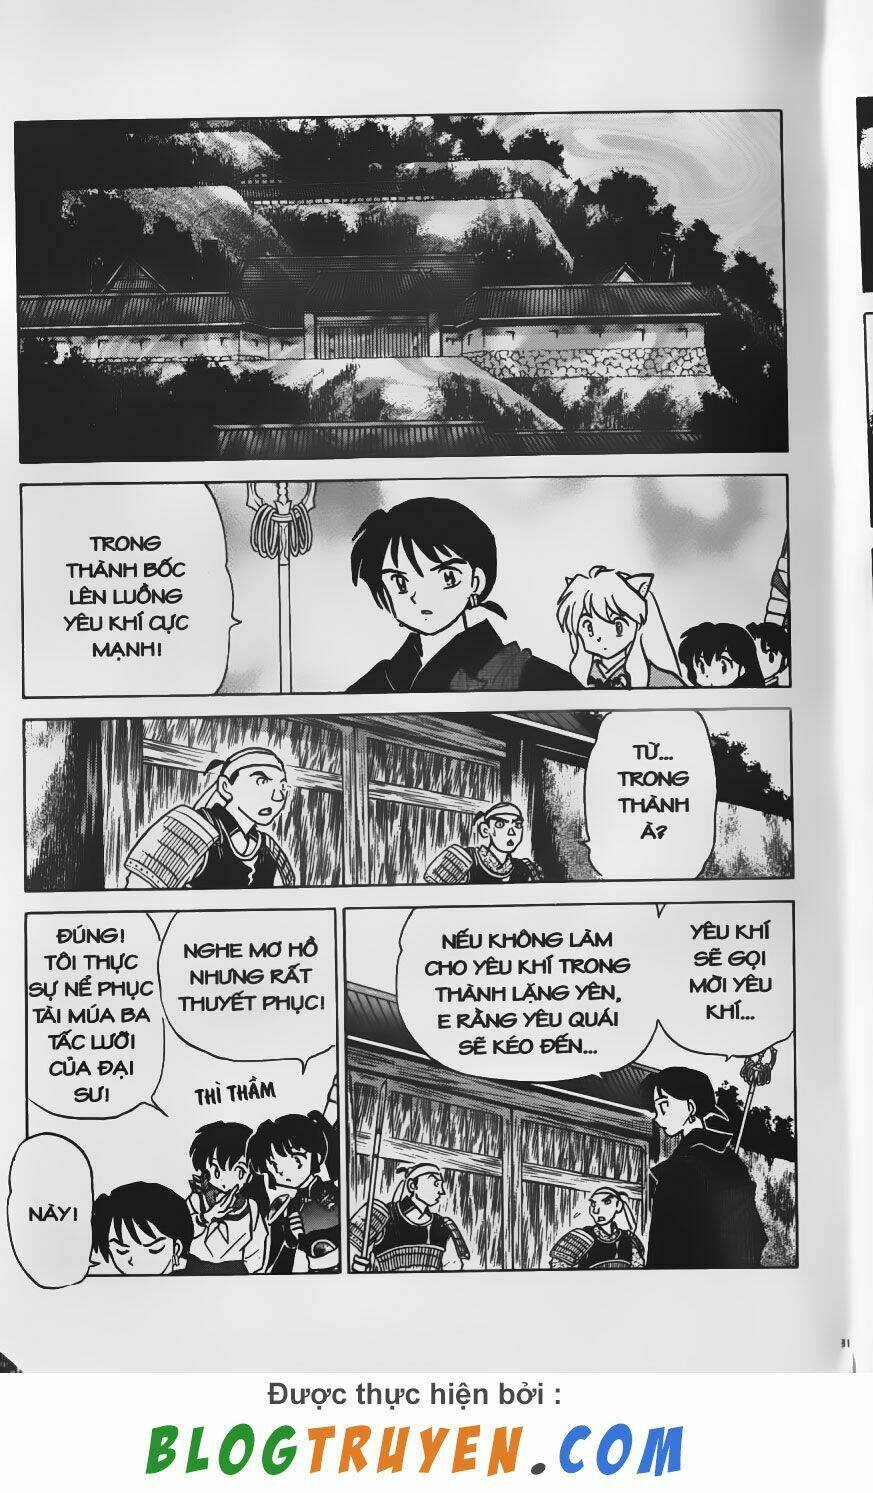 TRONG
THÀNH BỐC
LÊN LUỒNG
YÊU KHÍ CỰC
MẠNH!
TỪ...
TRONG
THÀNH
À?
YÊU KHÍ
SẼ GỌI
MỜI YÊU
KHÍ...
NẾU KHÔNG LÀM
CHO YÊU KHÍ TRONG
THÀNH LẶNG YÊN,
E RẰNG YÊU QUÁI
SẼ KÉO ĐẾN...
NGHE MƠ HỒ
NHƯNG RẤT
THUYẾT PHỤC!
ĐÚNG!
TÔI THỰC
SỰ NỂ PHỤC
TÀI MÚA BA
TẤC LƯỠI
CỦA ĐẠI
SƯ!
THÌ THẦM
NÀY!
Được thực hiện bởi :
BLOGTRUYEN.COM